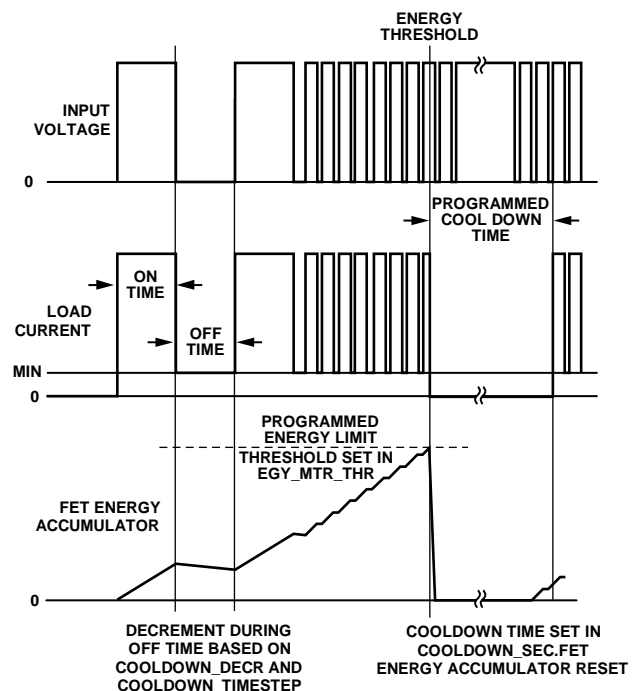 ENERGY
THRESHOLD
INPUT
VOLTAGE
0
PROGRAMMED
COOL DOWN
TIME
ON
TIME
LOAD
CURRENT
OFF
TIME
MIN
0
PROGRAMMED
ENERGY LIMIT
THRESHOLD SET IN
EGY_MTR_THR
FET ENERGY
ACCUMULATOR
0
DECREMENT DURING
OFF TIME BASED ON
COOLDOWN_DECR AND
COOLDOWN_TIMESTEP
COOLDOWN TIME SET IN
COOLDOWN_SEC.FET
ENERGY ACCUMULATOR RESET